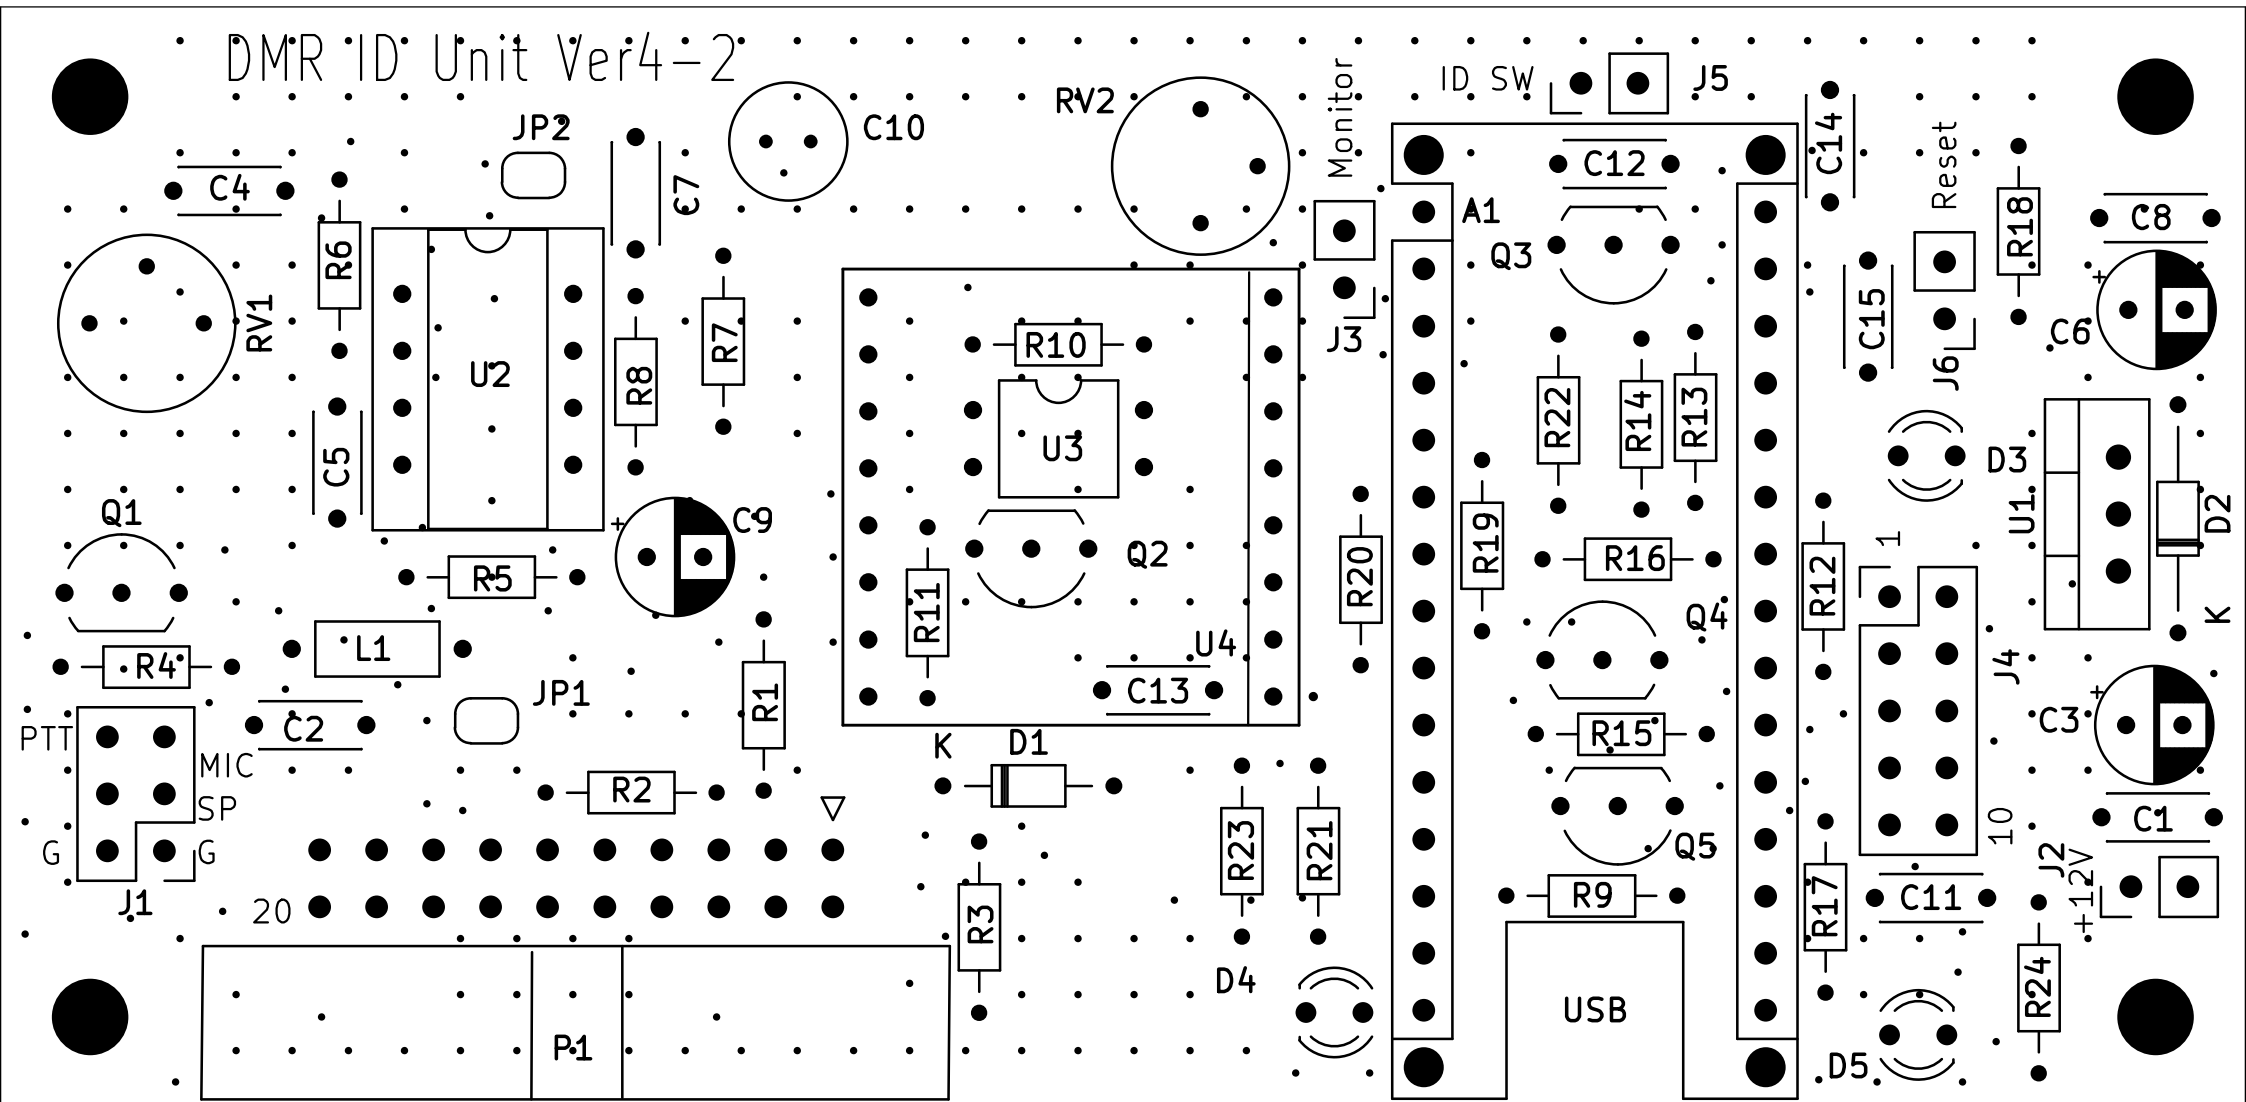 DMR ID Unit Ver4-2
JP2
C10
RV2
Monitor
ID SW
J5
C14
Reset
C4
C7
C12
R18
C8
A1
Q3
R6
RV1
U2
R8
R7
R10
J3
C15
J6
+
C6
R22
R14
R13
U3
C5
Q1
+
C9
Q2
R20
R19
R16
D3
U1
D2
1
R12
K
R5
R11
Q4
L1
R4
U4
J4
JP1
R1
C13
PTT
MIC
SP
G
G
J1
C2
R2
K
D1
R15
+
C3
10
C1
R23
R21
Q5
J2
+12V
20
R3
R9
R17
C11
D4
R24
P1
USB
D5